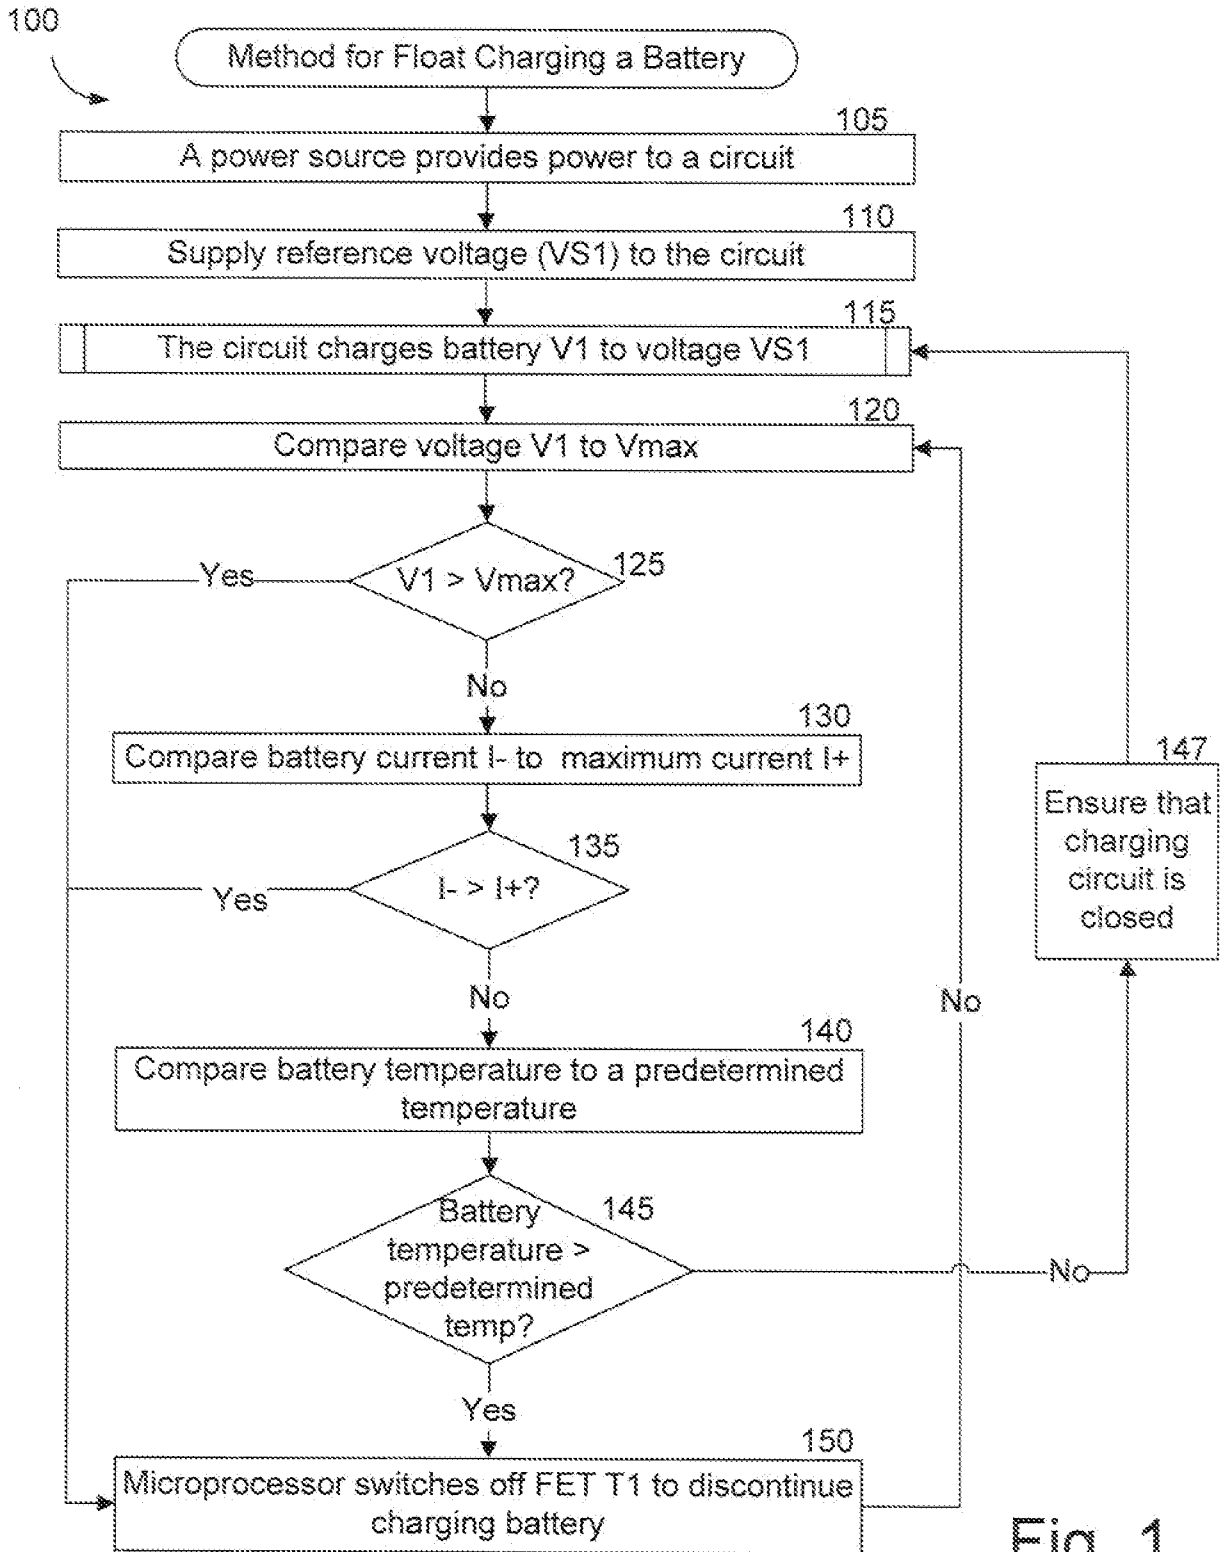 100
Method for Float Charging a Battery
105
A power source provides power to a circuit
110
Supply reference voltage (VS1) to the circuit
115
The circuit charges battery V1 to voltage VS1
120
Compare voltage V1 to Vmax
125
V1 > Vmax?
Yes
No
130
Compare battery current I- to maximum current I+
135
I- > I+?
Yes
No
147
Ensure that
charging
circuit is
closed
140
Compare battery temperature to a predetermined
temperature
145
Battery
temperature >
predetermined
temp?
No
No
Yes
150
Microprocessor switches off FET T1 to discontinue
charging battery
Fig. 1